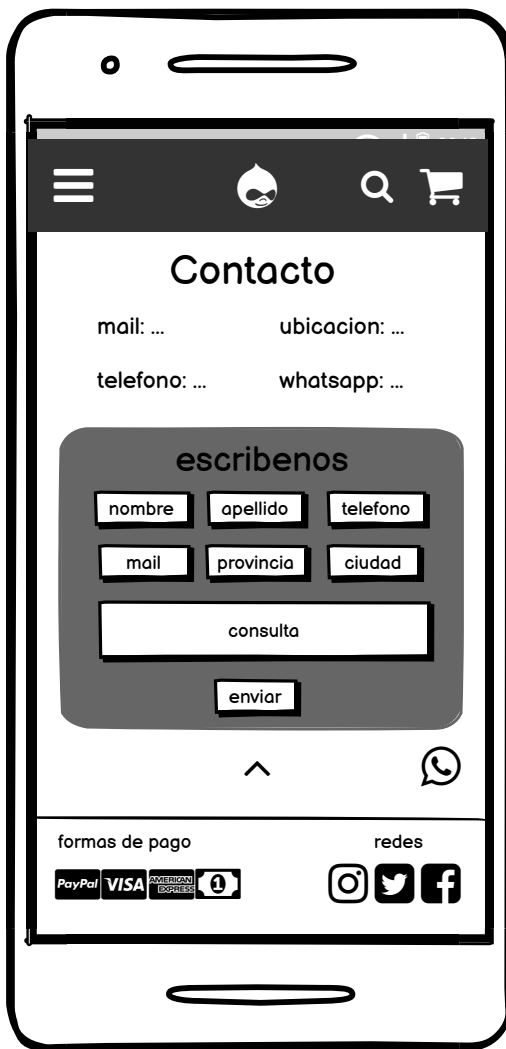 Contacto
mail: ... ubicacion: ...
telefono: ... whatsapp: ...
escribenos
nombre apellido telefono
mail provincia ciudad
consulta
enviar
formas de pago redes
PayPal VISA AMERICAN EXPRESS 1